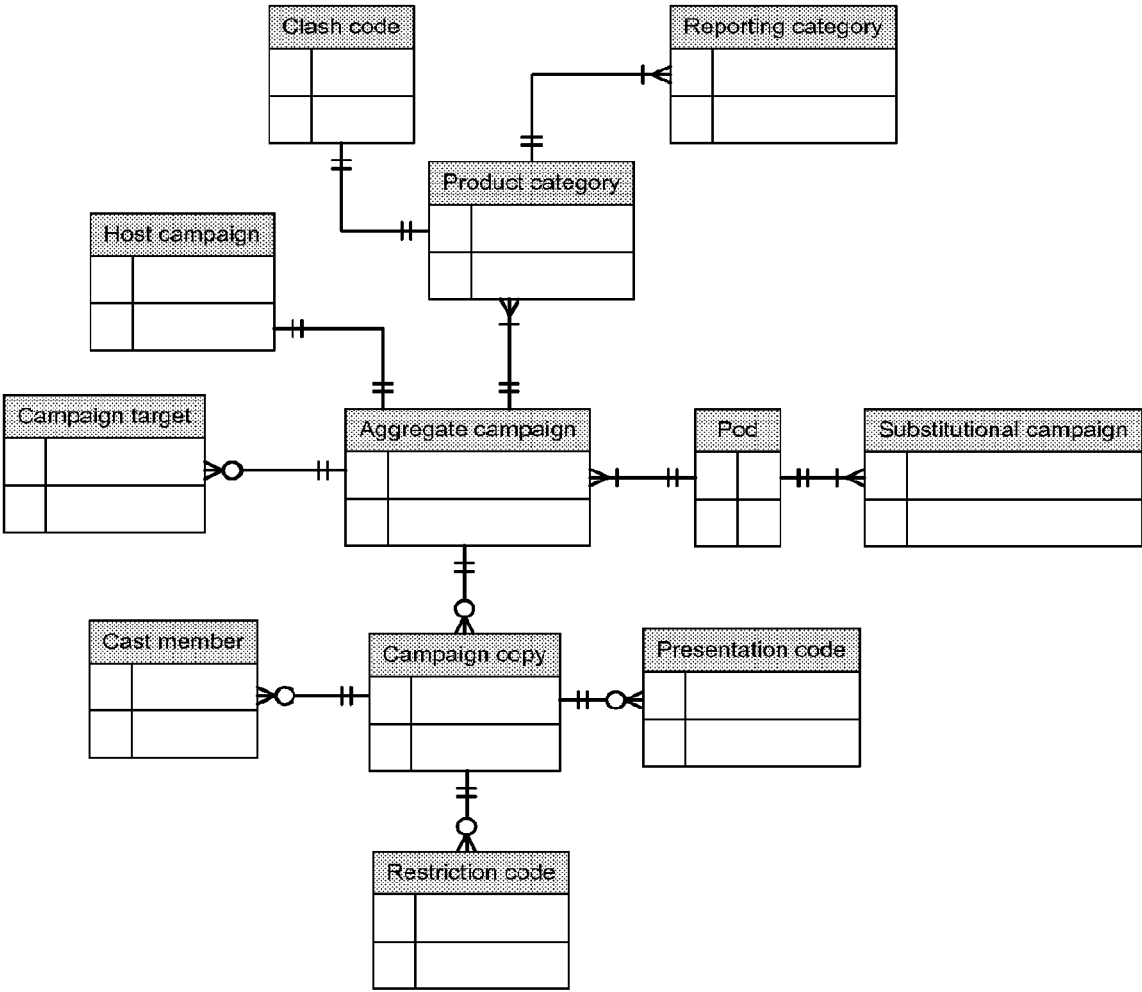 Clash code
Reporting category
Product category
Host campaign
Campaign target
Aggregate campaign
Pod
Substitutional campaign
Cast member
Campaign copy
Presentation code
Restriction code